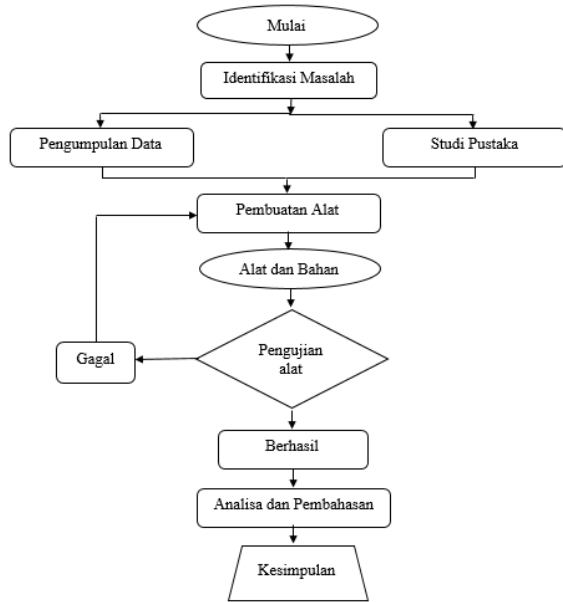 Mulai
Identifikasi Masalah
Pengumpulan Data
Studi Pustaka
Pembuatan Alat
Alat dan Bahan
Pengujian
alat
Gagal
Berhasil
Analisa dan Pembahasan
Kesimpulan